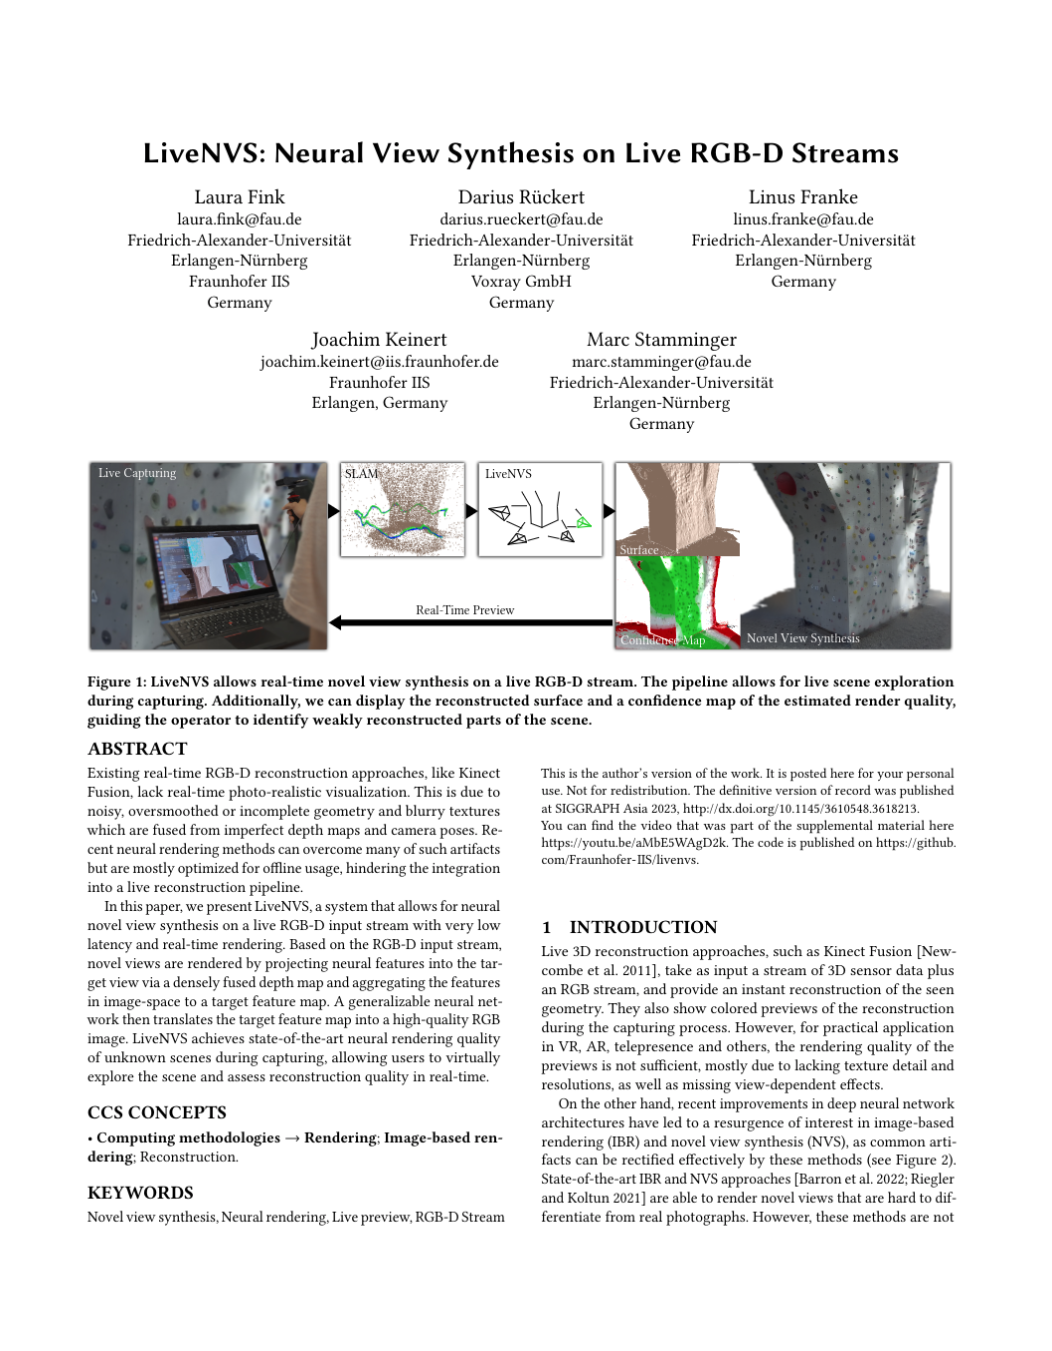 LiveNVS: Neural View Synthesis on Live RGB-D Streams
Laura Fink
laura.fink@fau.de
Friedrich-Alexander-Universität
Erlangen-Nürnberg
Fraunhofer IIS
Germany
Darius Rückert
darius.rueckert@fau.de
Friedrich-Alexander-Universität
Erlangen-Nürnberg
Voxray GmbH
Germany
Linus Franke
linus.franke@fau.de
Friedrich-Alexander-Universität
Erlangen-Nürnberg
Germany
Joachim Keinert
joachim.keinert@iis.fraunhofer.de
Fraunhofer IIS
Erlangen, Germany
Marc Stamminger
marc.stamminger@fau.de
Friedrich-Alexander-Universität
Erlangen-Nürnberg
Germany
Live Capturing
SLAM
LiveNVS
Surface
Confidence Map
Novel View Synthesis
Real-Time Preview
Figure 1: LiveNVS allows real-time novel view synthesis on a live RGB-D stream. The pipeline allows for live scene exploration
during capturing. Additionally, we can display the reconstructed surface and a confidence map of the estimated render quality,
guiding the operator to identify weakly reconstructed parts of the scene.
ABSTRACT
Existing real-time RGB-D reconstruction approaches, like Kinect
Fusion, lack real-time photo-realistic visualization. This is due to
noisy, oversmoothed or incomplete geometry and blurry textures
which are fused from imperfect depth maps and camera poses. Re-
cent neural rendering methods can overcome many of such artifacts
but are mostly optimized for offline usage, hindering the integration
into a live reconstruction pipeline.
In this paper, we present LiveNVS, a system that allows for neural
novel view synthesis on a live RGB-D input stream with very low
latency and real-time rendering. Based on the RGB-D input stream,
novel views are rendered by projecting neural features into the tar-
get view via a densely fused depth map and aggregating the features
in image-space to a target feature map. A generalizable neural net-
work then translates the target feature map into a high-quality RGB
image. LiveNVS achieves state-of-the-art neural rendering quality
of unknown scenes during capturing, allowing users to virtually
explore the scene and assess reconstruction quality in real-time.
CCS CONCEPTS
• Computing methodologies → Rendering; Image-based ren-
dering; Reconstruction.
KEYWORDS
Novel view synthesis, Neural rendering, Live preview, RGB-D Stream
This is the author's version of the work. It is posted here for your personal
use. Not for redistribution. The definitive version of record was published
at SIGGRAPH Asia 2023, http://dx.doi.org/10.1145/3610548.3618213.
You can find the video that was part of the supplemental material here
https://youtu.be/aMbE5WAgD2k. The code is published on https://github.
com/Fraunhofer-IIS/livenvs.
1 INTRODUCTION
Live 3D reconstruction approaches, such as Kinect Fusion [New-
combe et al. 2011], take as input a stream of 3D sensor data plus
an RGB stream, and provide an instant reconstruction of the seen
geometry. They also show colored previews of the reconstruction
during the capturing process. However, for practical application
in VR, AR, telepresence and others, the rendering quality of the
previews is not sufficient, mostly due to lacking texture detail and
resolutions, as well as missing view-dependent effects.
On the other hand, recent improvements in deep neural network
architectures have led to a resurgence of interest in image-based
rendering (IBR) and novel view synthesis (NVS), as common arti-
facts can be rectified effectively by these methods (see Figure 2).
State-of-the-art IBR and NVS approaches [Barron et al. 2022; Riegler
and Koltun 2021] are able to render novel views that are hard to dif-
ferentiate from real photographs. However, these methods are not